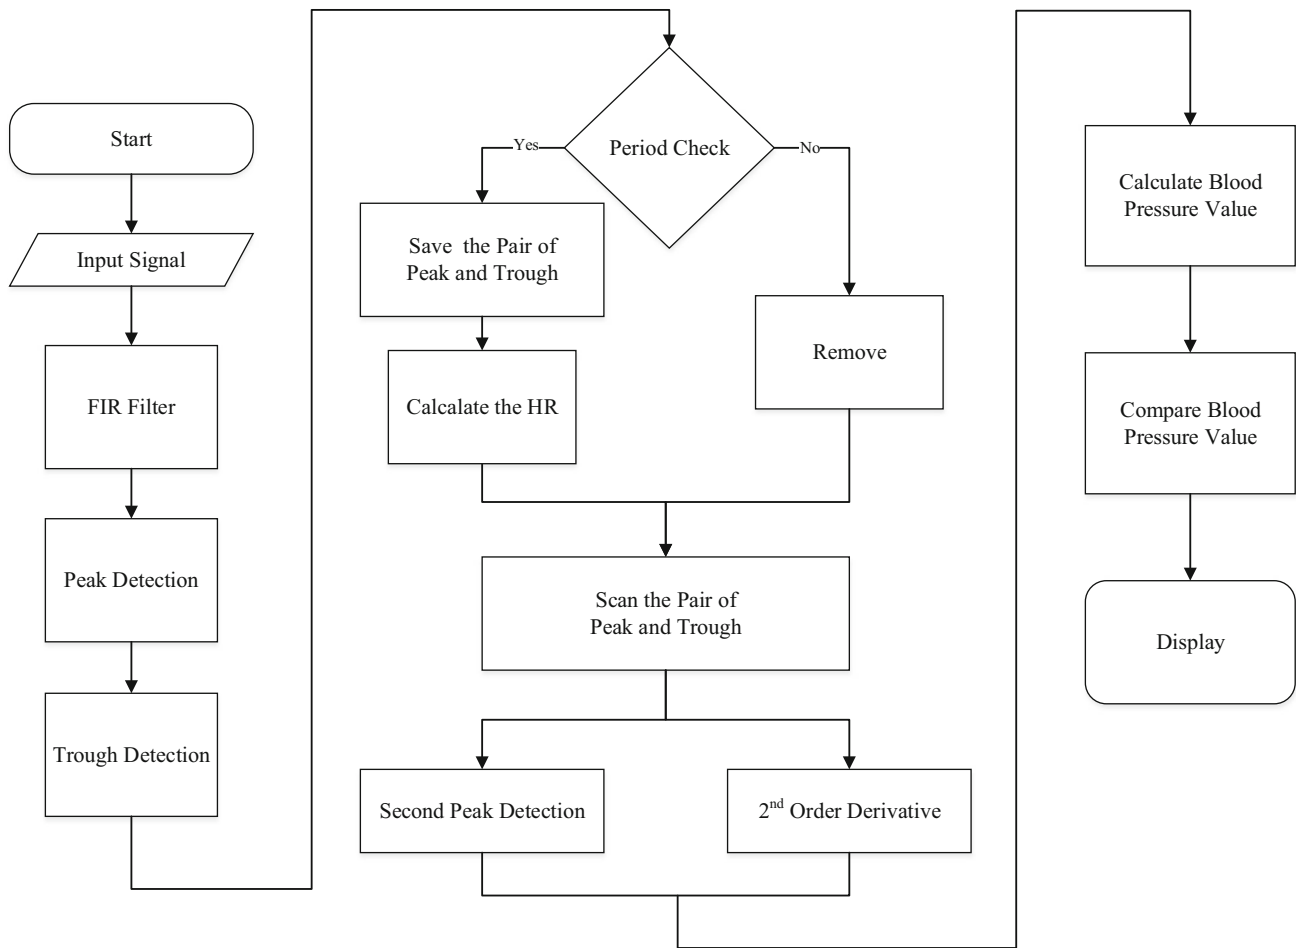 Start
Input Signal
FIR Filter
Peak Detection
Trough Detection
Period Check
Yes
No
Save the Pair of
Peak and Trough
Calcalate the HR
Remove
Scan the Pair of
Peak and Trough
Second Peak Detection
2nd Order Derivative
Calculate Blood
Pressure Value
Compare Blood
Pressure Value
Display